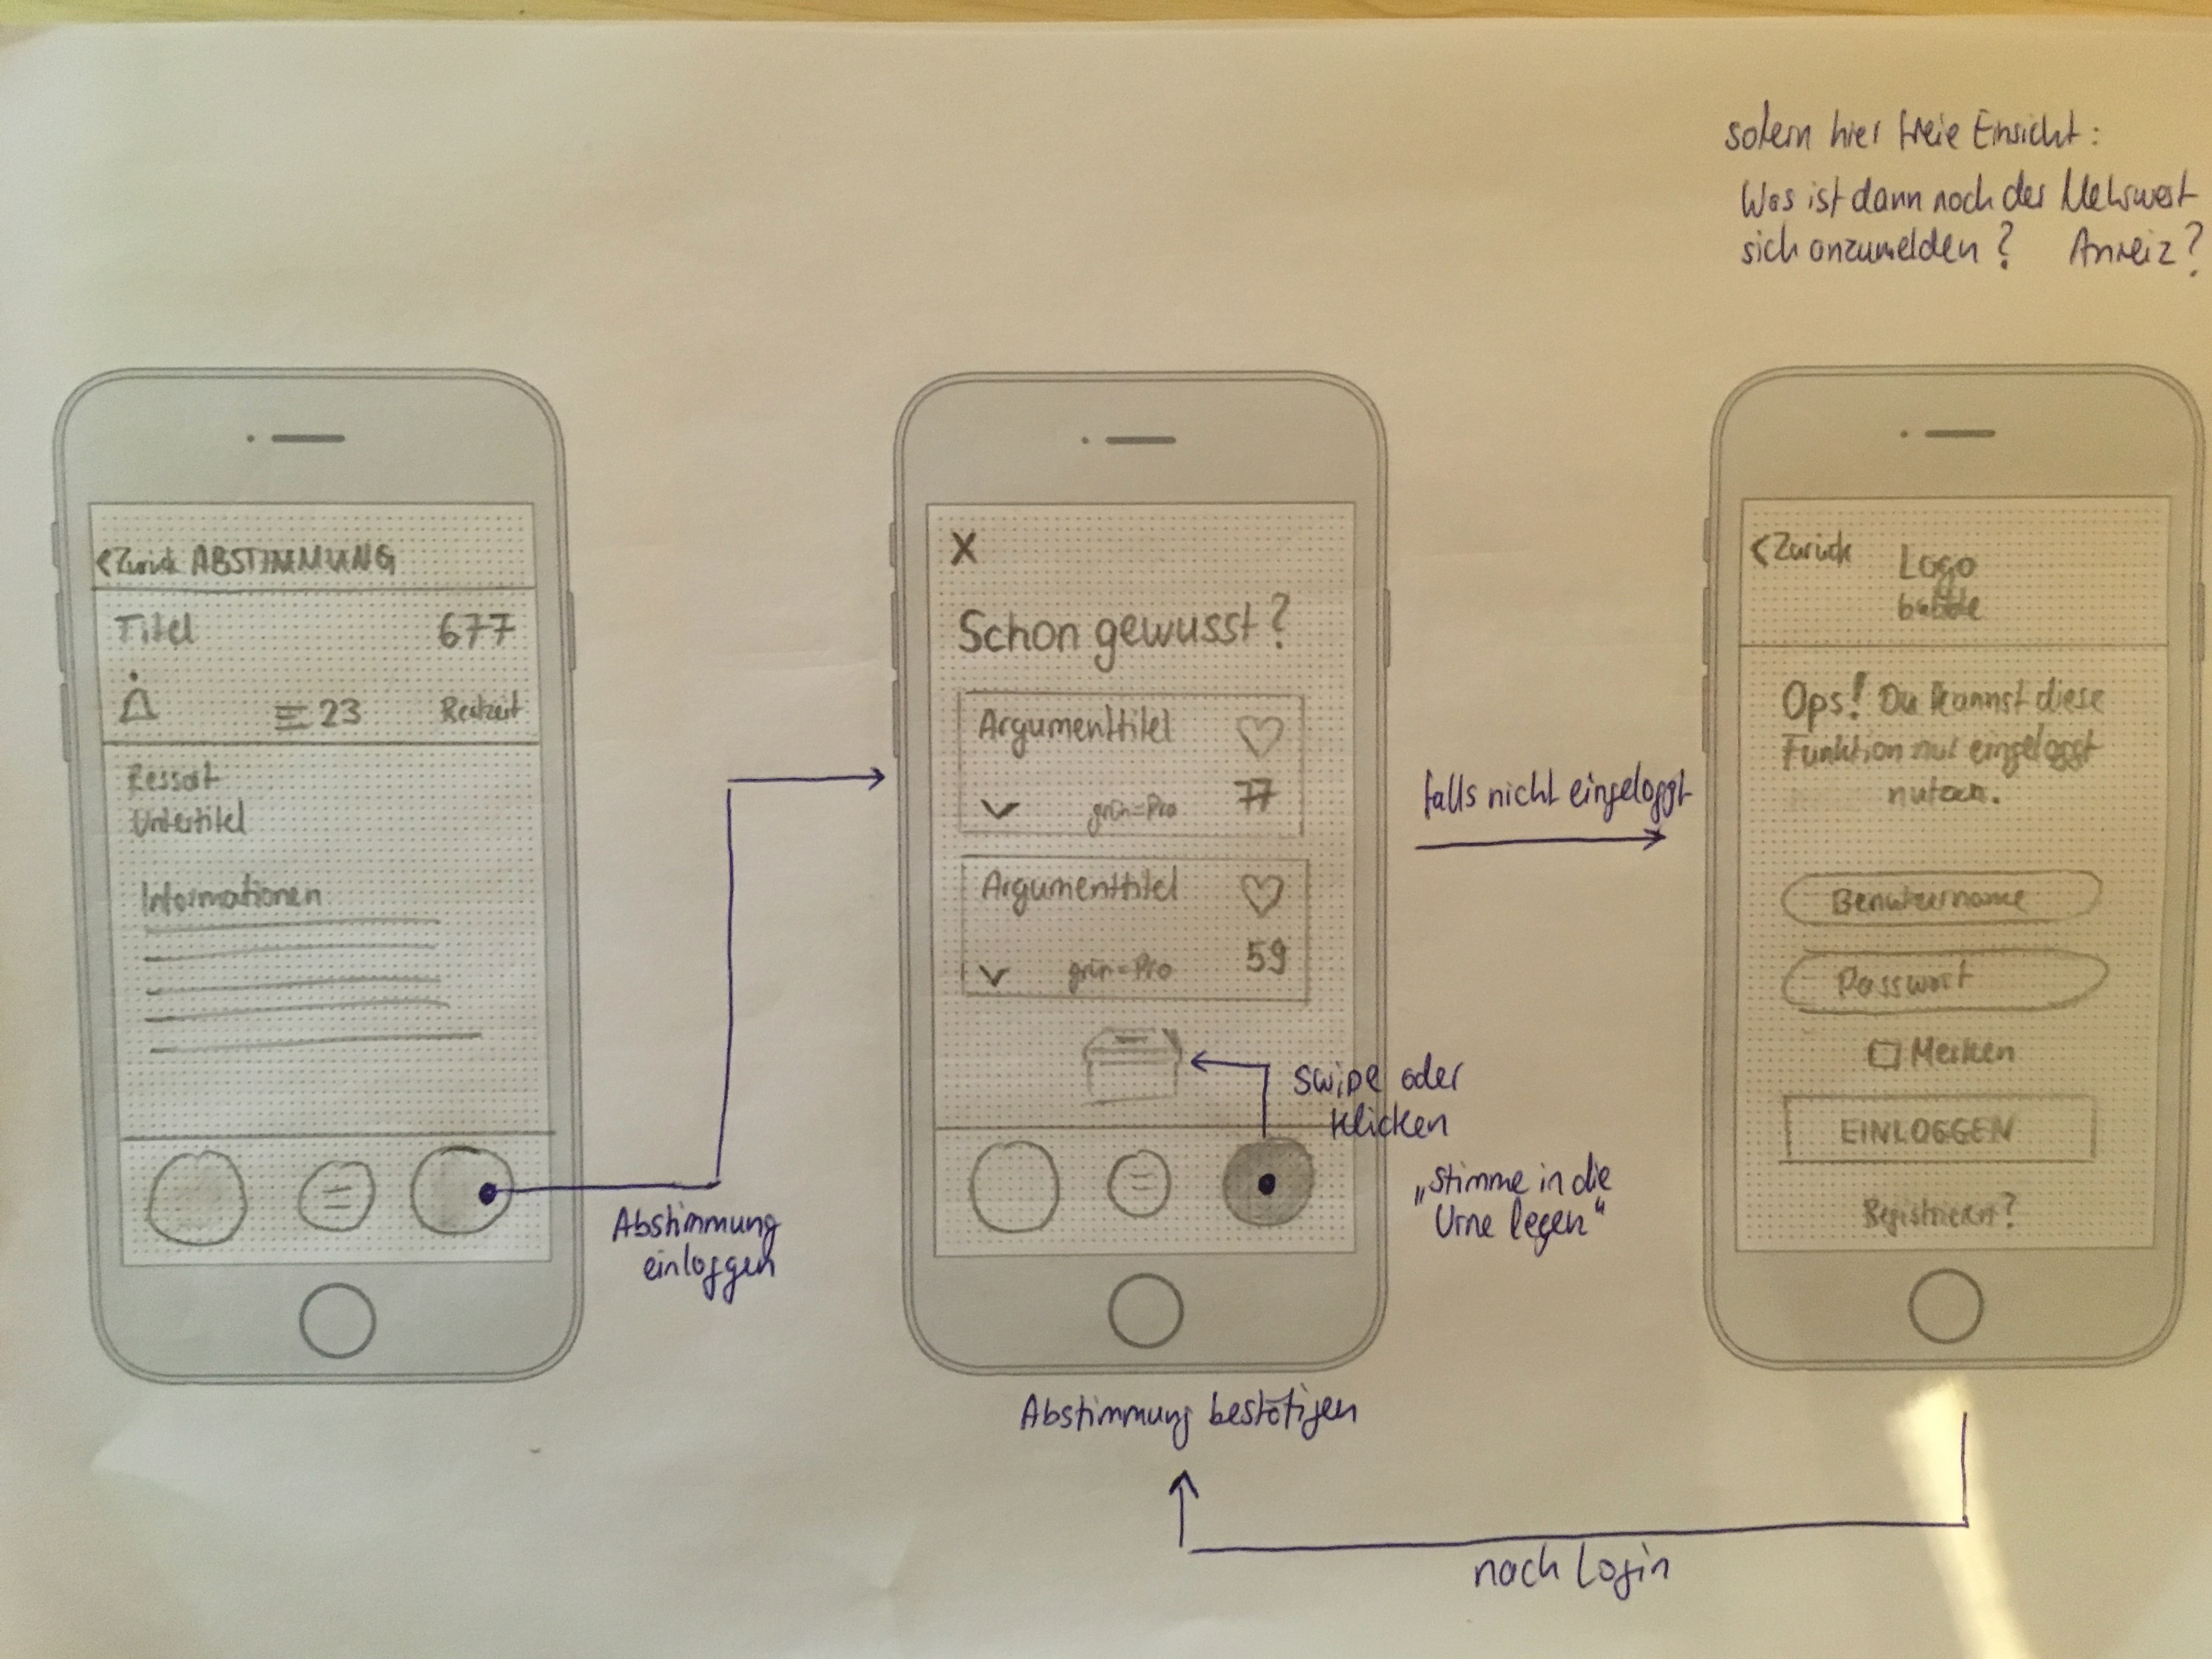 sofern hier freie Einsicht:
Was ist dann noch der Mehrwert
sich anzumelden? Anreiz?
<Zurück ABSTIMMUNG
Titel 677
23 Restzeit
Ressort
Untertitel
Informationen
Abstimmung
einloggen
X
Schon gewusst?
Argumenttitel
grün=Pro 77
Argumenttitel
grün=Pro 59
swipe oder
klicken
"Stimme in die
Urne legen"
Abstimmung bestätigen
falls nicht eingeloggt
<Zurück Logo
Ops! Du kannst diese
Funktion nur eingeloggt
nutzen.
Benutzername
Passwort
Merken
EINLOGGEN
Registrieren?
nach Login